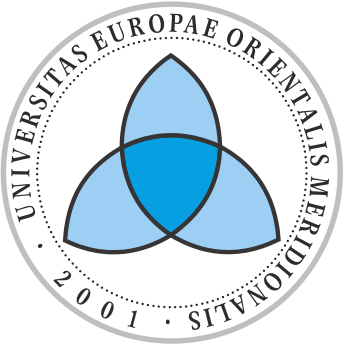 UNIVERSITAS EUROPAE ORIENTALIS MERIDIONALIS
· 2001 ·